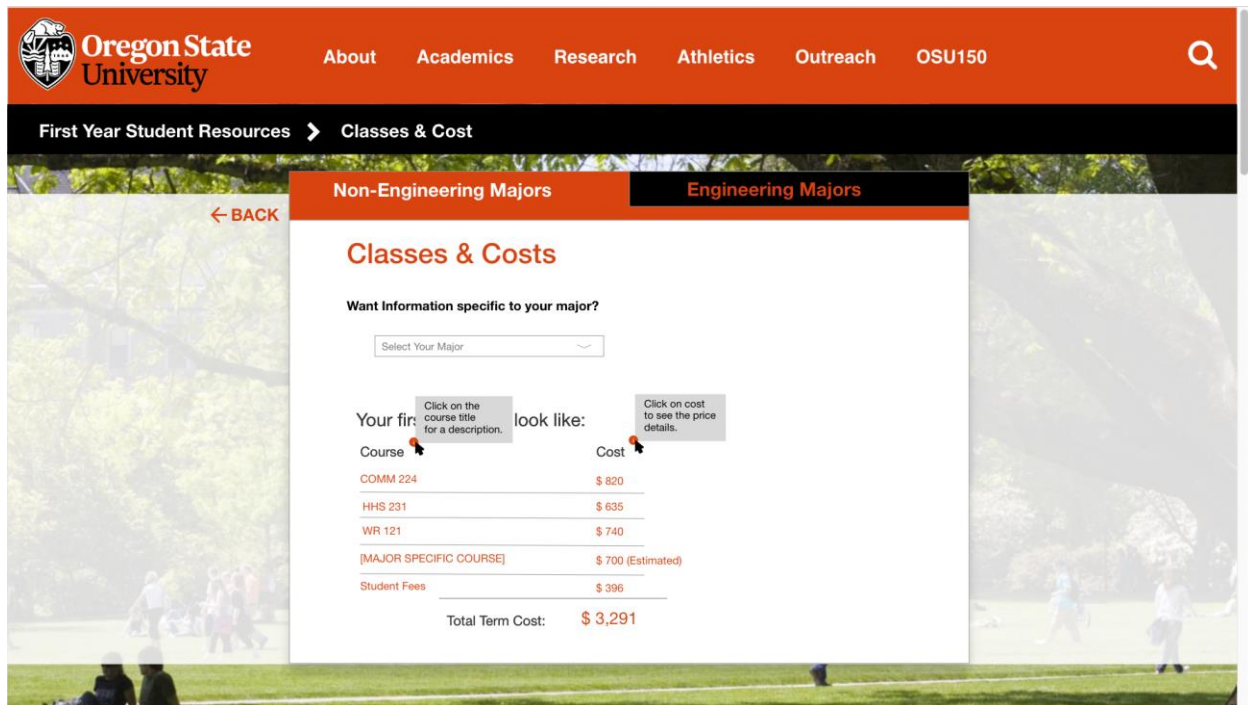 Oregon State
University
About Academics Research Athletics Outreach OSU150
First Year Student Resources Classes & Cost
Non-Engineering Majors Engineering Majors
BACK
Classes & Costs
Want Information specific to your major?
Select Your Major
Click on the
course title
for a description.
Click on cost
to see the price
details.
Your look like:
Course Cost
COMM 224 $ 820
HHS 231 $ 635
WR 121 $ 740
[MAJOR SPECIFIC COURSE] $ 700 (Estimated)
Student Fees $ 396
Total Term Cost: $ 3,291